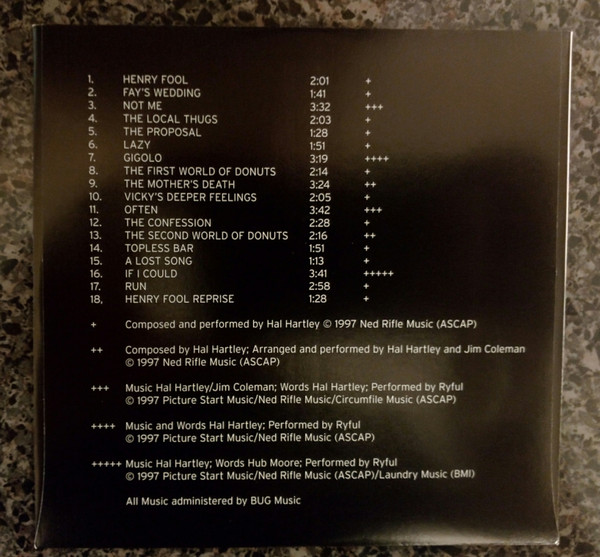 1. HENRY FOOL 2:01 +
2. FAY'S WEDDING 1:41 +
3. NOT ME 3:32 +++
4. THE LOCAL THUGS 2:03 +
5. THE PROPOSAL 1:28 +
6. LAZY 1:51 +
7. GIGOLO 3:19 ++++
8. THE FIRST WORLD OF DONUTS 2:14 +
9. THE MOTHER'S DEATH 3:24 ++
10. VICKY'S DEEPER FEELINGS 2:05 +
11. OFTEN 3:42 +++
12. THE CONFESSION 2:28 +
13. THE SECOND WORLD OF DONUTS 2:16 ++
14. TOPLESS BAR 1:51 +
15. A LOST SONG 1:13 +
16. IF I COULD 3:41 +++++
17. RUN 2:58 +
18, HENRY FOOL REPRISE 1:28 +
+ Composed and performed by Hal Hartley © 1997 Ned Rifle Music (ASCAP)
++ Composed by Hal Hartley; Arranged and performed by Hal Hartley and Jim Coleman
© 1997 Ned Rifle Music (ASCAP)
+++ Music Hal Hartley/Jim Coleman; Words Hal Hartley; Performed by Ryful
© 1997 Picture Start Music/Ned Rifle Music/Circumfile Music (ASCAP)
++++ Music and Words Hal Hartley; Performed by Ryful
© 1997 Picture Start Music/Ned Rifle Music (ASCAP)
+++++ Music Hal Hartley; Words Hub Moore; Performed by Ryful
© 1997 Picture Start Music/Ned Rifle Music (ASCAP)/Laundry Music (BMI)
All Music administered by BUG Music